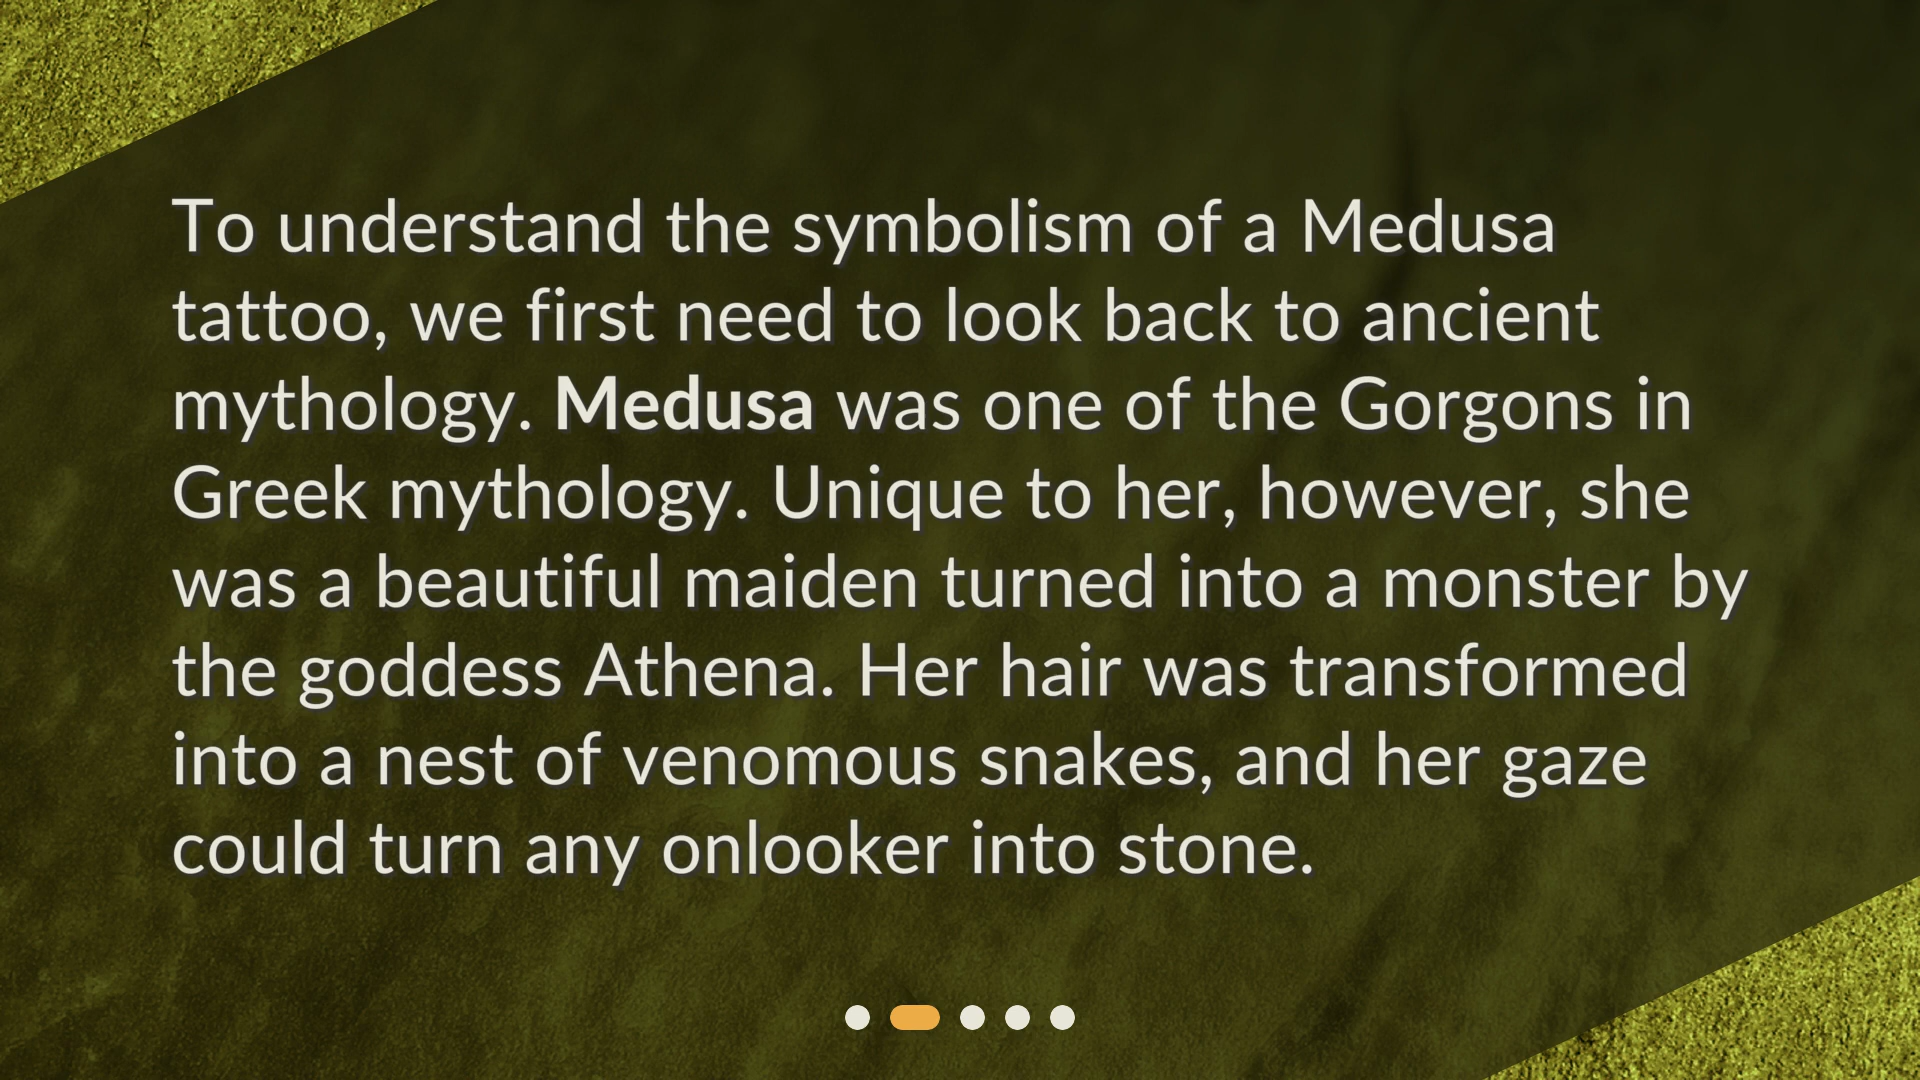 To understand the symbolism of a Medusa
tattoo, we first need to look back to ancient
mythology. Medusa was one of the Gorgons in
Greek mythology. Unique to her, however, she
was a beautiful maiden turned into a monster by
the goddess Athena. Her hair was transformed
into a nest of venomous snakes, and her gaze
could turn any onlooker into stone.